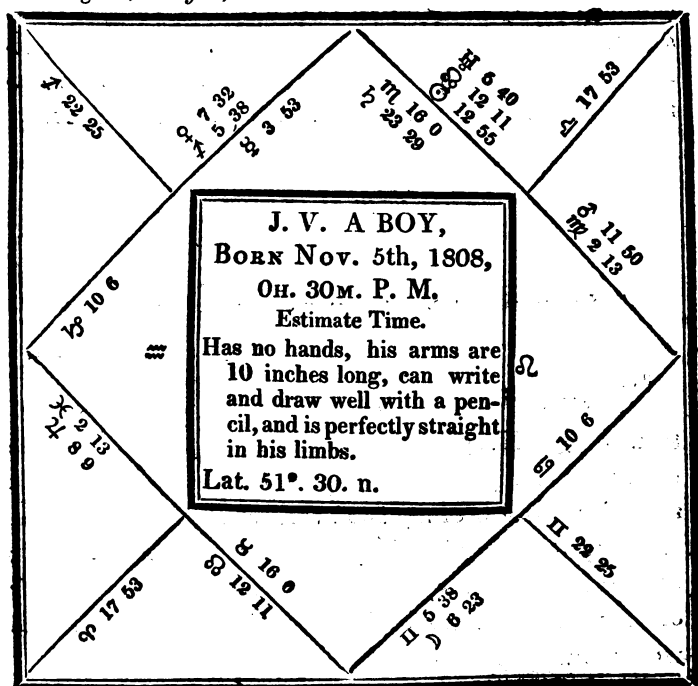 ♐ 22 25
♀ 7 32
♐ 5 38
☿ 3 53
♏ 16 0
♄ 23 29
♅ 6 40
☋ 12 11
☉ 12 55
♎ 17 53
♂ 11 50
♍ 2 13
♑ 10 6
♒
J. V. A BOY,
BORN NOV. 5th, 1808,
0H. 30M. P. M.
Estimate Time.
Has no hands, his arms are
10 inches long, can write
and draw well with a pen-
cil, and is perfectly straight
in his limbs.
Lat. 51°. 30. n.
♌
♋ 10 6
♓ 2 13
♃ 8 9
♊ 22 25
♉ 16 0
☊ 12 11
♈ 17 53
♊ 5 38
☽ 6 23